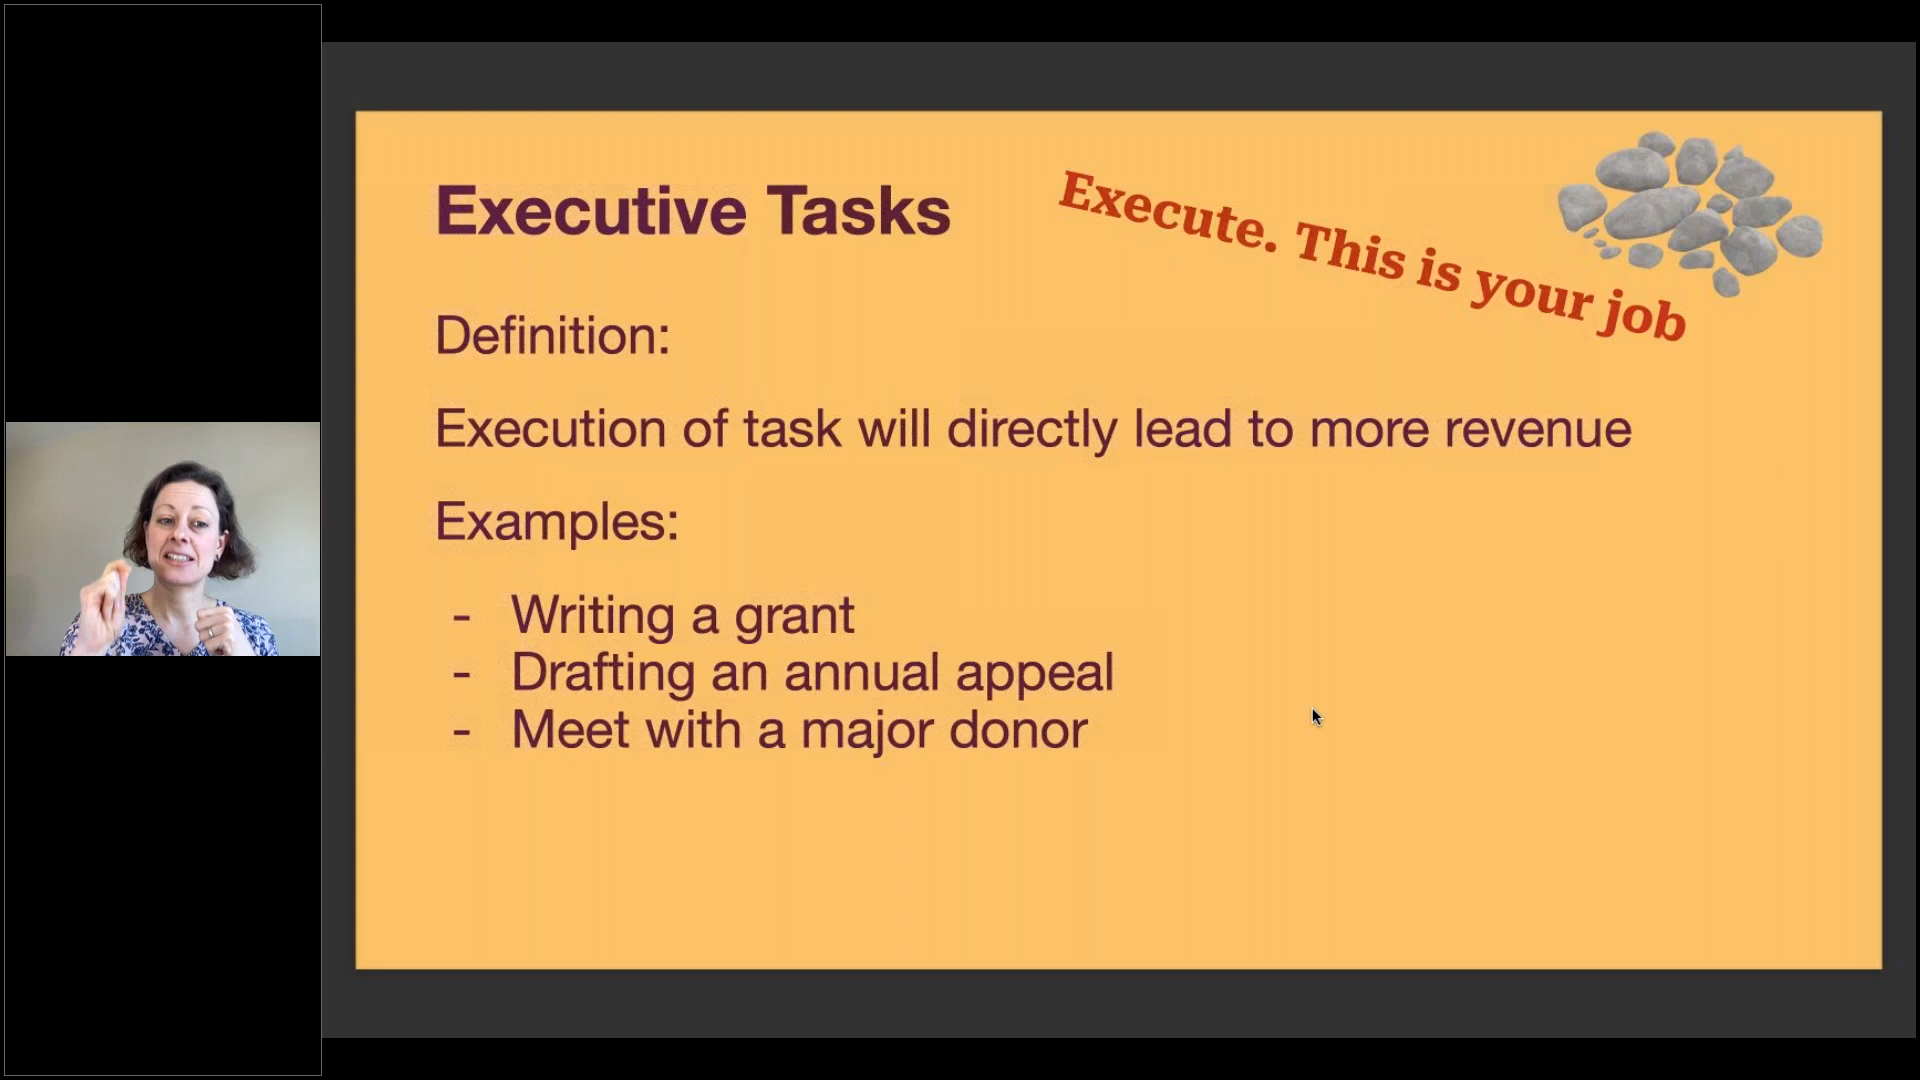 Executive Tasks
Execute. This is your job
Definition:
Execution of task will directly lead to more revenue
Examples:
- Writing a grant
- Drafting an annual appeal
- Meet with a major donor